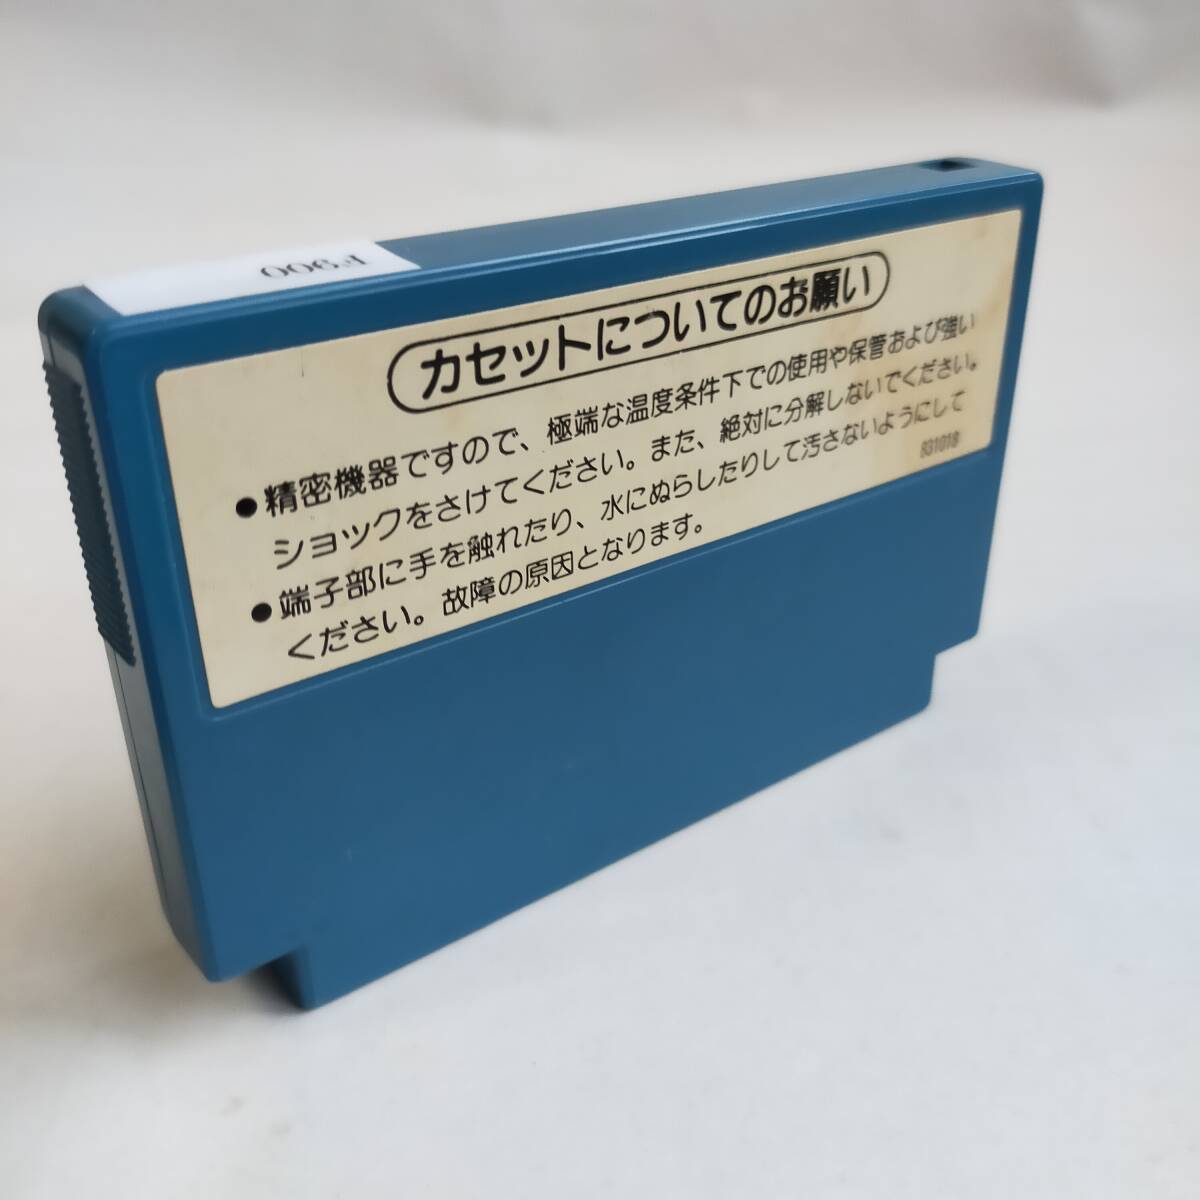 F900
カセットについてのお願い
●精密機器ですので、極端な温度条件下での使用や保管および強い
ショックをさけてください。また、絶対に分解しないでください。
●端子部に手を触れたり、水にぬらしたりして汚さないようにして
ください。故障の原因となります。
831018